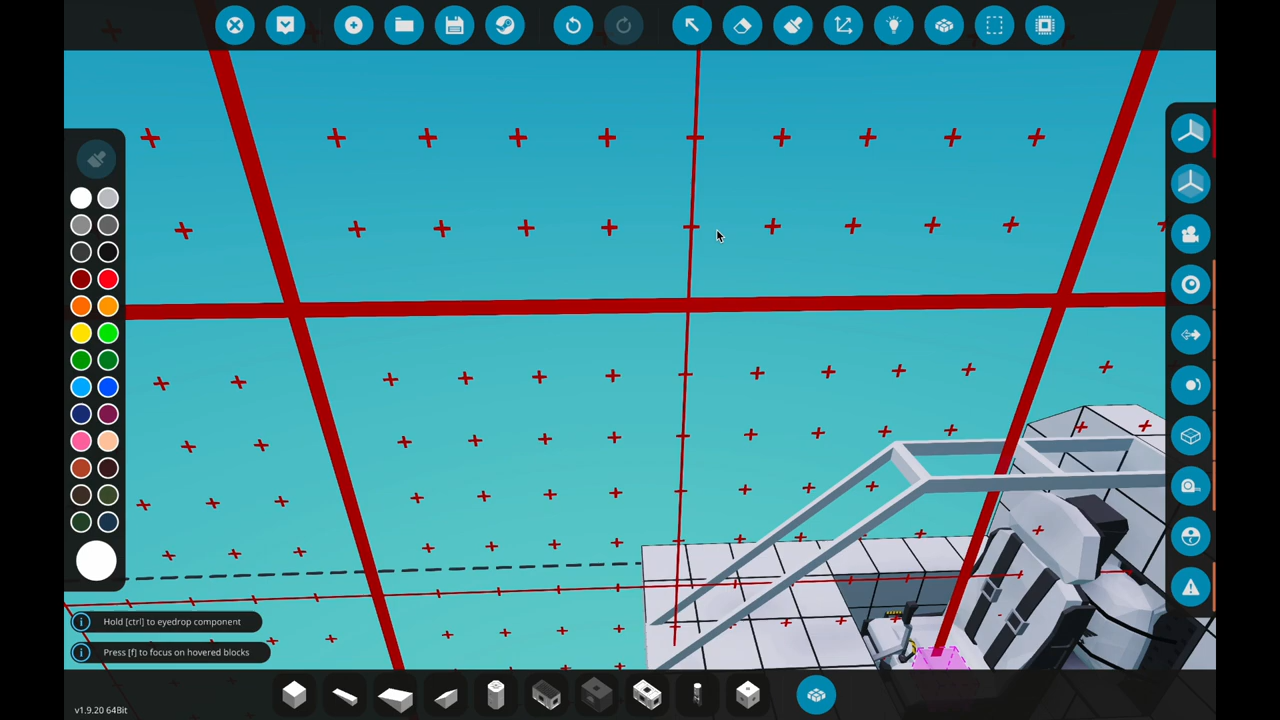 Hold [ctrl] to eyedrop component
Press [f] to focus on hovered blocks
v1.9.20 64Bit